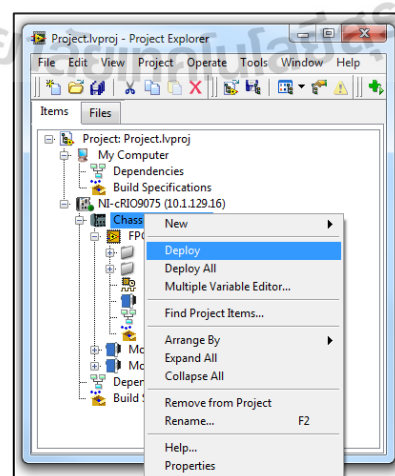 Project.lvproj - Project Explorer
File Edit View Project Operate Tools Window Help
Items Files
Project: Project.lvproj
My Computer
Dependencies
Build Specifications
NI-cRIO9075 (10.1.129.16)
Chass
New
FPG
Deploy
Deploy All
Multiple Variable Editor...
Find Project Items...
Arrange By
Mo
Expand All
Mo
Collapse All
Depen
Build S
Remove from Project
Rename... F2
Help...
Properties